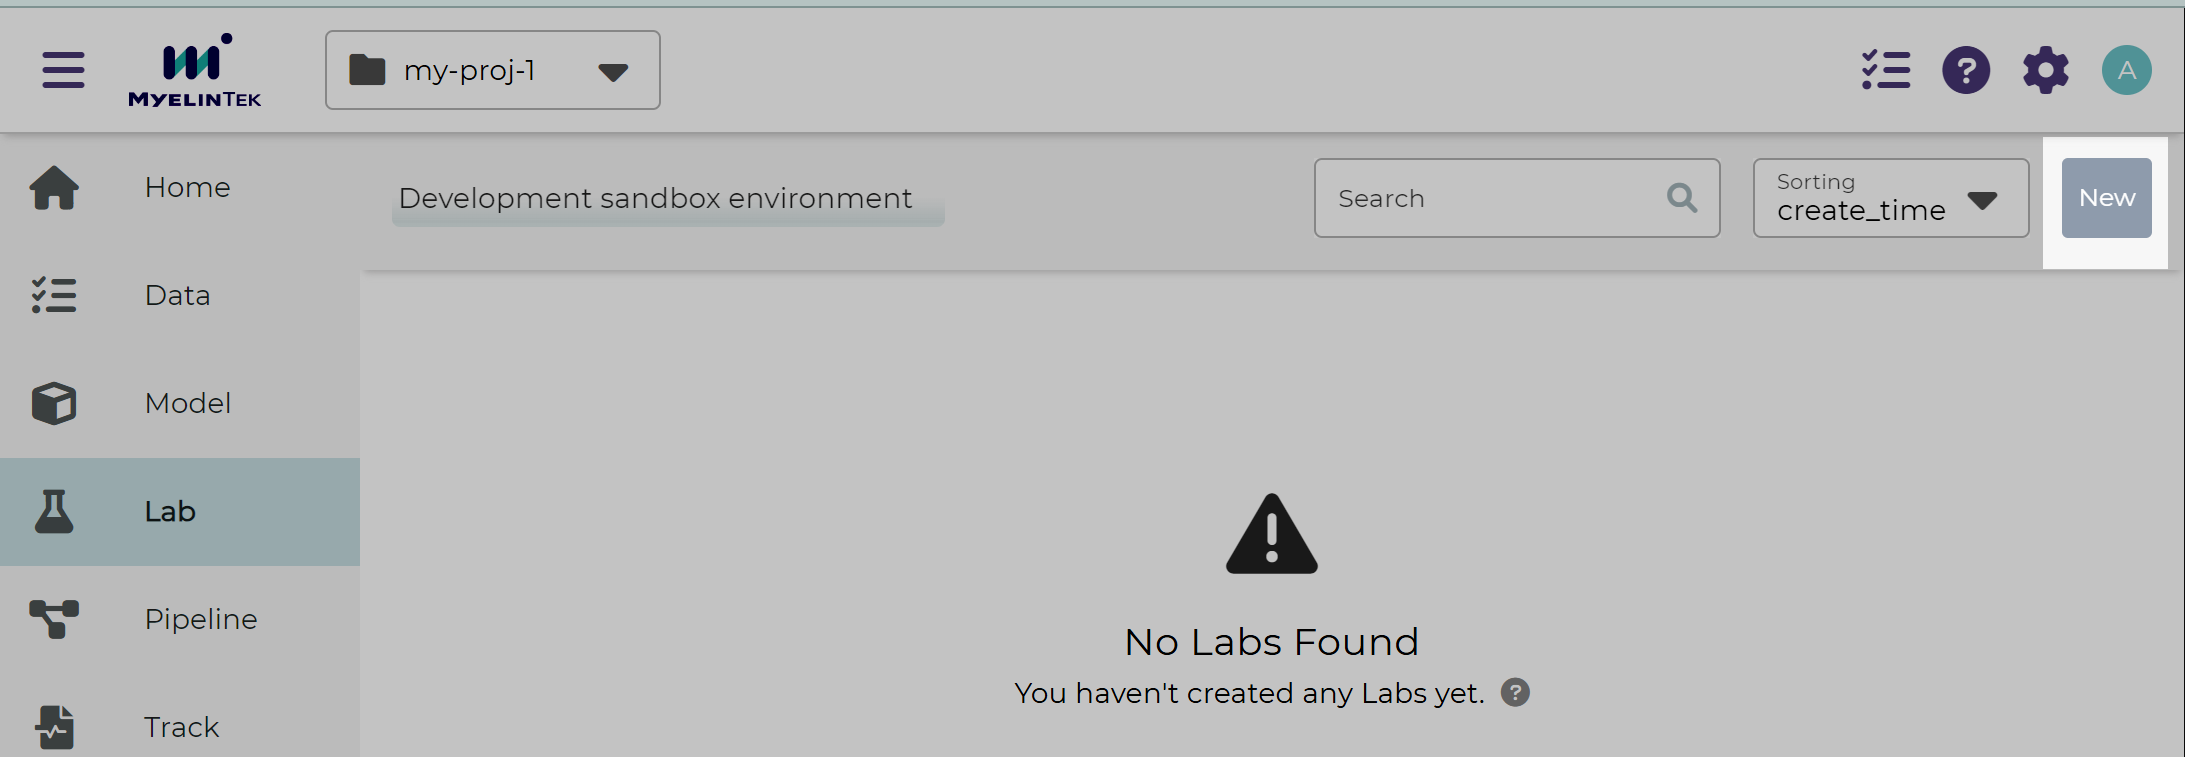 MYELINTEK
my-proj-1
A
Home
Data
Model
Lab
Pipeline
Track
Development sandbox environment
Search
Sorting
create_time
New
No Labs Found
You haven't created any Labs yet.